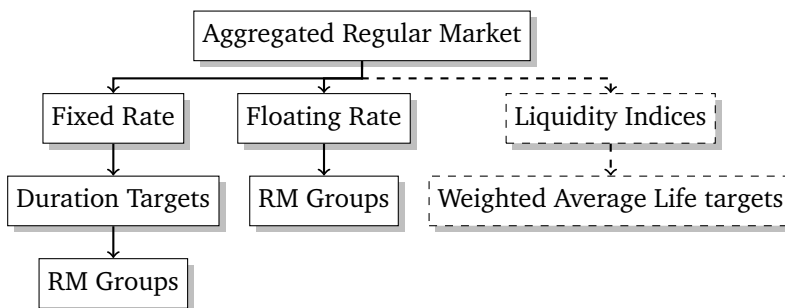 Aggregated Regular Market
Fixed Rate
Floating Rate
Liquidity Indices
Duration Targets
RM Groups
Weighted Average Life targets
RM Groups